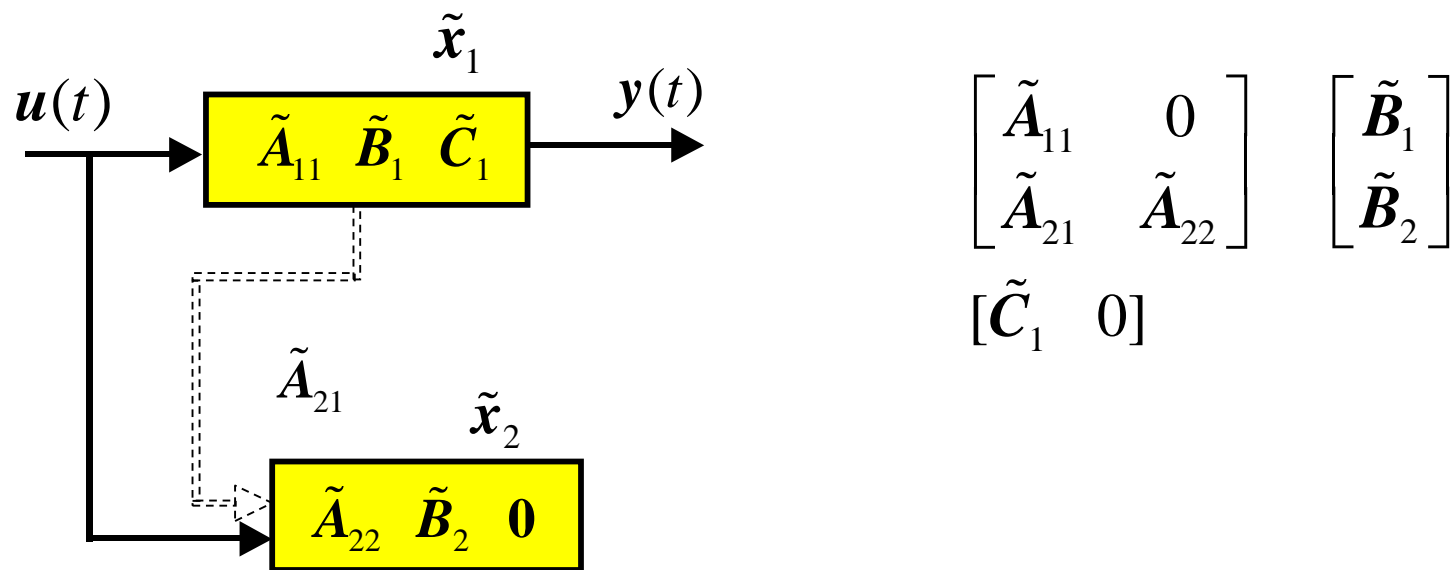 x̃₁
u(t)
y(t)
Ã₁₁ B̃₁ C̃₁
Ã₂₁
x̃₂
Ã₂₂ B̃₂ 0
[Ã₁₁ 0] [B̃₁]
[Ã₂₁ Ã₂₂] [B̃₂]
[C̃₁ 0]